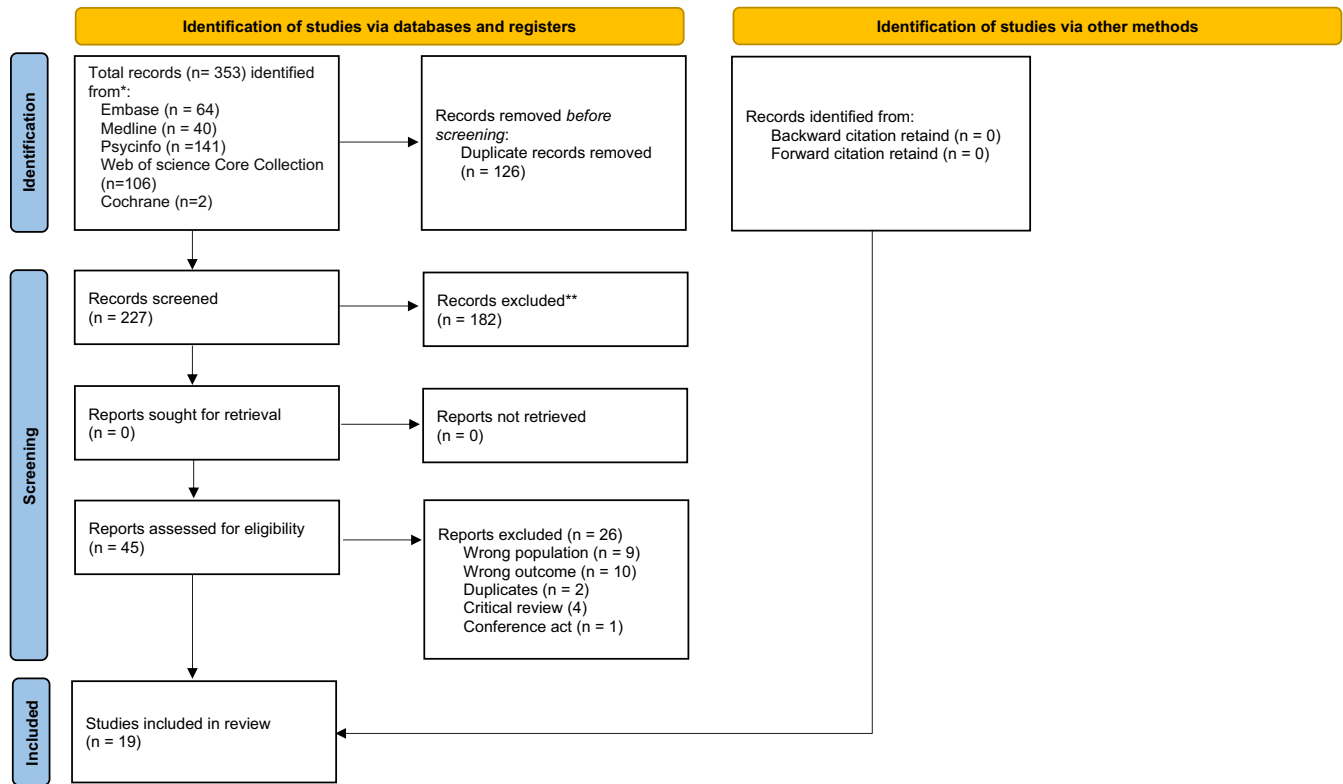 Identification of studies via databases and registers
Identification of studies via other methods
Identification
Total records (n= 353) identified
from*:
Embase (n = 64)
Medline (n = 40)
Psycinfo (n =141)
Web of science Core Collection
(n=106)
Cochrane (n=2)
Records removed before
screening:
Duplicate records removed
(n = 126)
Records identified from:
Backward citation retaind (n = 0)
Forward citation retaind (n = 0)
Screening
Records screened
(n = 227)
Records excluded**
(n = 182)
Reports sought for retrieval
(n = 0)
Reports not retrieved
(n = 0)
Reports assessed for eligibility
(n = 45)
Reports excluded (n = 26)
Wrong population (n = 9)
Wrong outcome (n = 10)
Duplicates (n = 2)
Critical review (4)
Conference act (n = 1)
Included
Studies included in review
(n = 19)